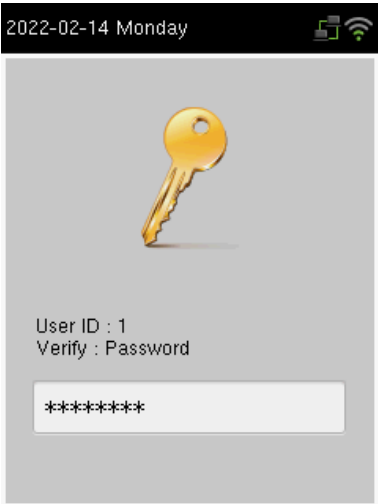 2022-02-14 Monday
User ID : 1
Verify : Password
********